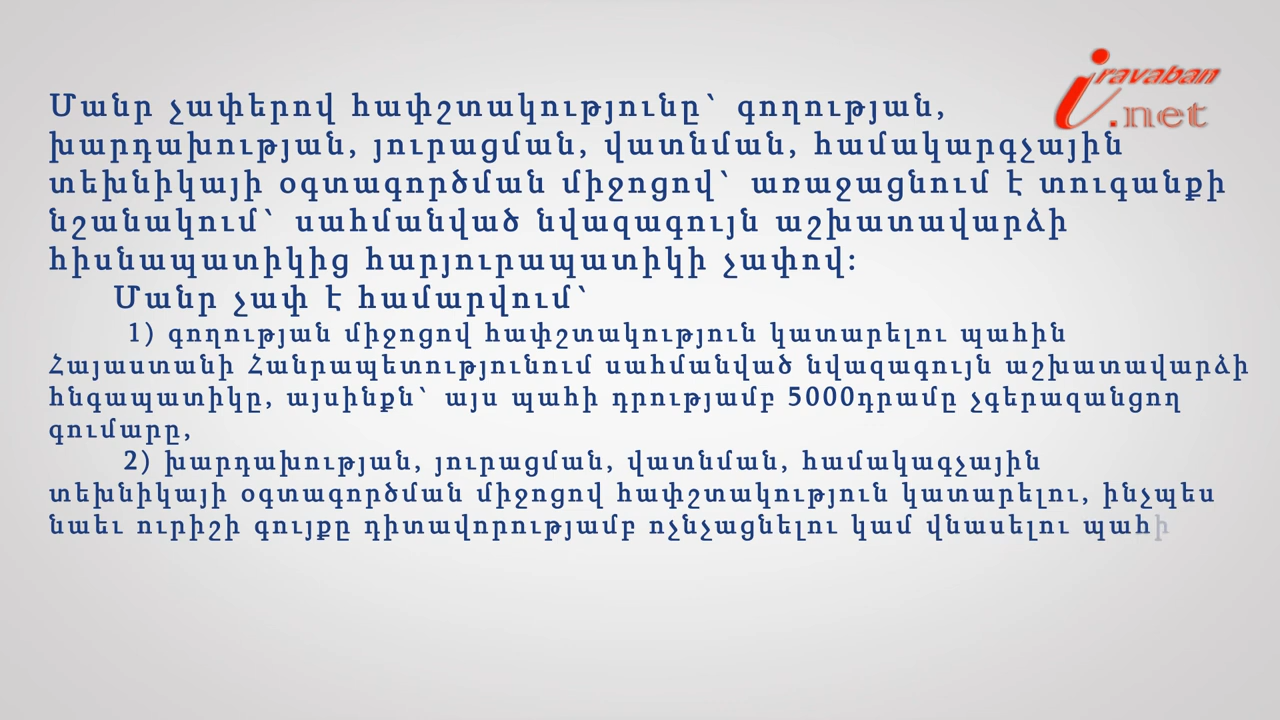 iravaban
.net
Մանր չափերով հափշտակությունը՝ գողության,
խարդախության, յուրացման, վատնման, համակարգչային
տեխնիկայի օգտագործման միջոցով՝ առաջացնում է տուգանքի
նշանակում՝ սահմանված նվազագույն աշխատավարձի
հիսնապատիկից հարյուրապատիկի չափով:
Մանր չափ է համարվում՝
1) գողության միջոցով հափշտակություն կատարելու պահին
Հայաստանի Հանրապետությունում սահմանված նվազագույն աշխատավարձի
հնգապատիկը, այսինքն՝ այս պահի դրությամբ 5000դրամը չգերազանցող
գումարը,
2) խարդախության, յուրացման, վատնման, համակագչային
տեխնիկայի օգտագործման միջոցով հափշտակություն կատարելու, ինչպես
նաեւ ուրիշի գույքը դիտավորությամբ ոչնչացնելու կամ վնասելու պահի